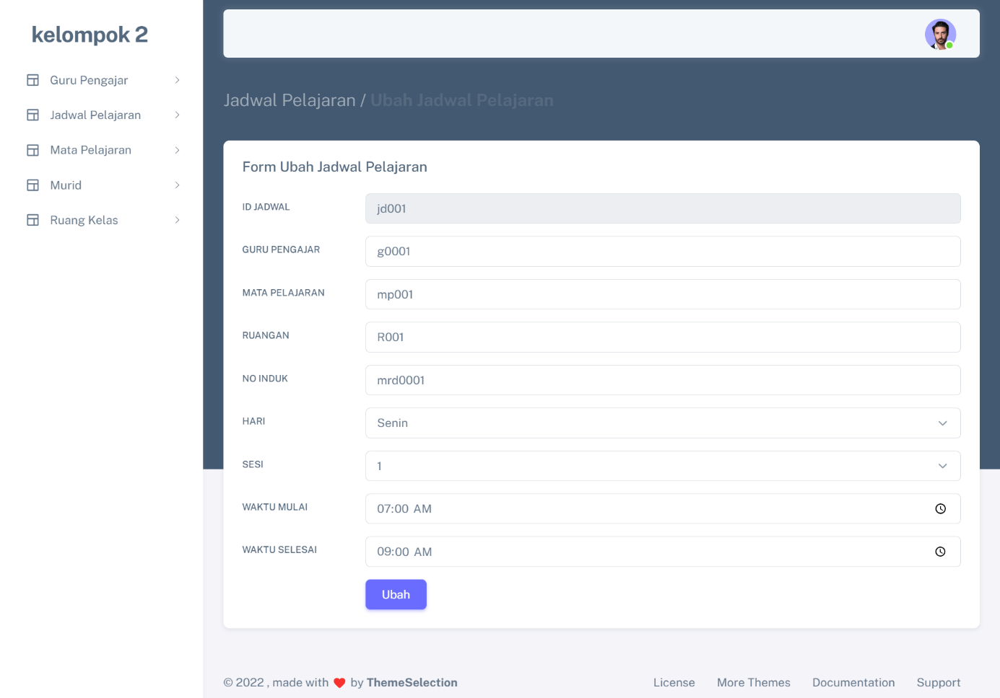 kelompok 2
Guru Pengajar
Jadwal Pelajaran
Mata Pelajaran
Murid
Ruang Kelas
Jadwal Pelajaran / Ubah Jadwal Pelajaran
Form Ubah Jadwal Pelajaran
ID JADWAL jd001
GURU PENGAJAR g0001
MATA PELAJARAN mp001
RUANGAN R001
NO INDUK mrd0001
HARI Senin
SESI 1
WAKTU MULAI 07:00 AM
WAKTU SELESAI 09:00 AM
Ubah
© 2022 , made with ❤️ by ThemeSelection License More Themes Documentation Support